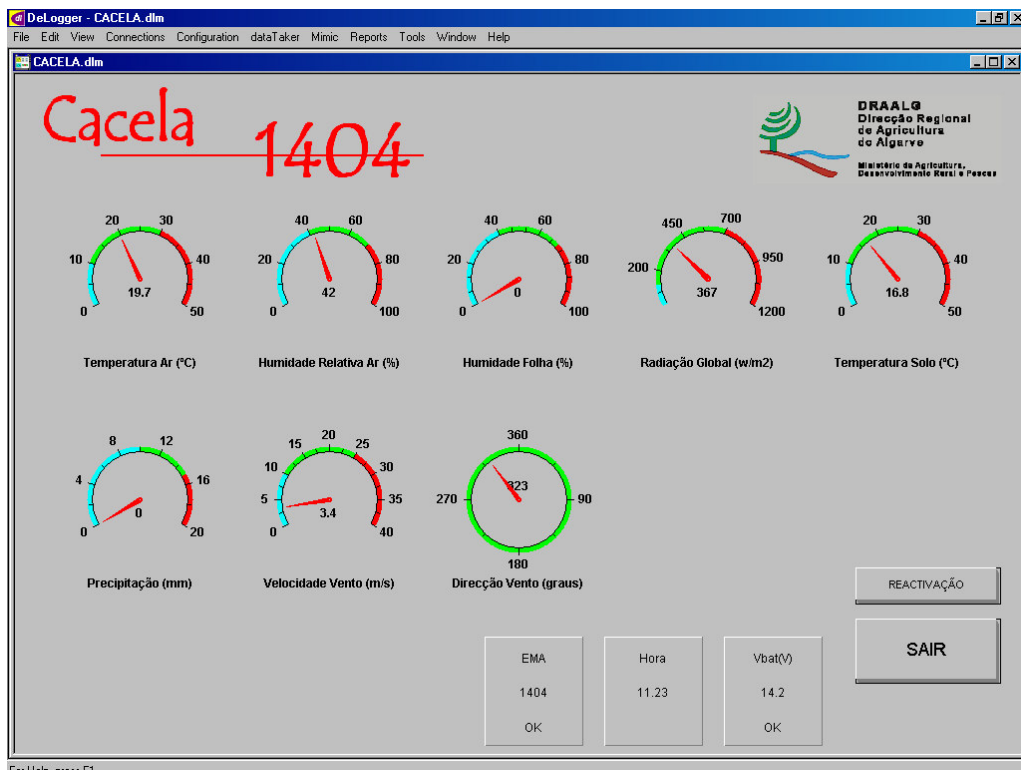 DeLogger - CACELA.dlm
File Edit View Connections Configuration dataTaker Mimic Reports Tools Window Help
CACELA.dlm
Cacela 1404
DRAALG
Direcção Regional
de Agricultura
do Algarve
Ministério da Agricultura,
Desenvolvimento Rural e Pescas
0 10 20 30 40 50
19.7
Temperatura Ar (ºC)
0 20 40 60 80 100
42
Humidade Relativa Ar (%)
0 20 40 60 80 100
0
Humidade Folha (%)
200 450 700 950 1200
367
Radiação Global (w/m2)
0 10 20 30 40 50
16.8
Temperatura Solo (ºC)
0 4 8 12 16 20
0
Precipitação (mm)
0 5 10 15 20 25 30 35 40
3.4
Velocidade Vento (m/s)
360
270 90
323
180
Direcção Vento (graus)
REACTIVAÇÃO
SAIR
EMA
1404
OK
Hora
11.23
Vbat(V)
14.2
OK